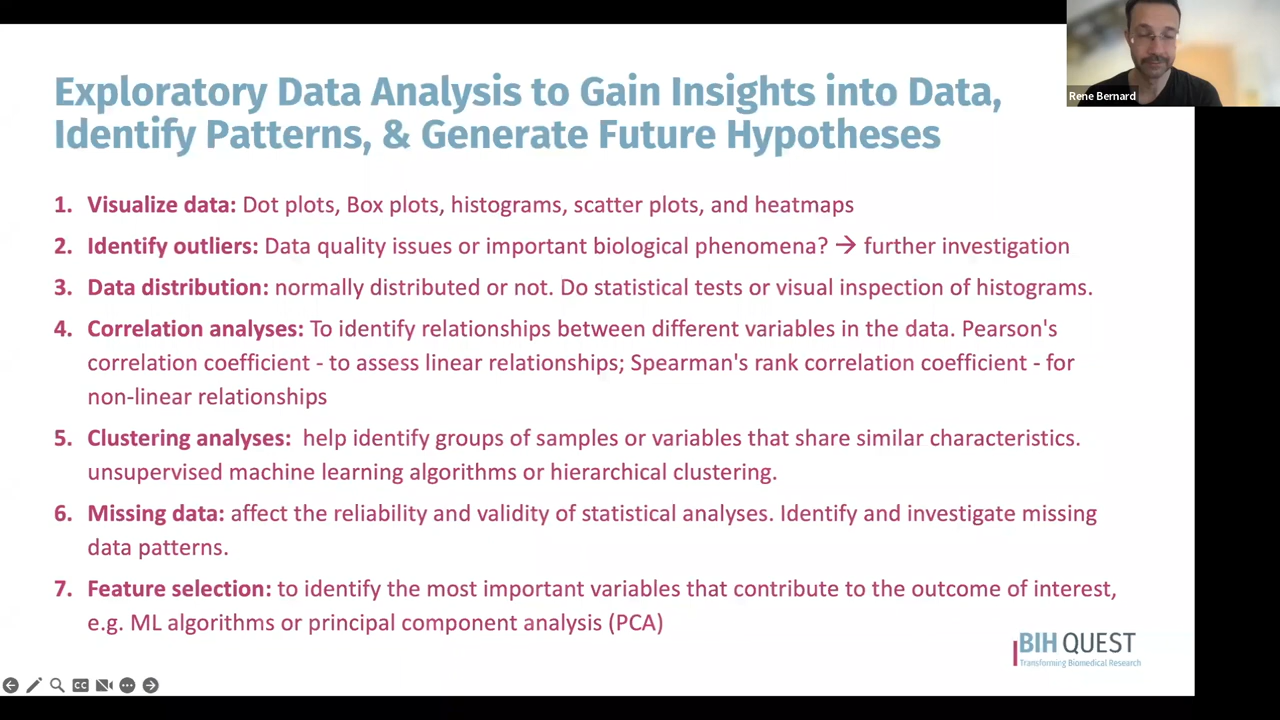 Exploratory Data Analysis to Gain Insights into Data,
Identify Patterns, & Generate Future Hypotheses
Rene Bernard
1. Visualize data: Dot plots, Box plots, histograms, scatter plots, and heatmaps
2. Identify outliers: Data quality issues or important biological phenomena? → further investigation
3. Data distribution: normally distributed or not. Do statistical tests or visual inspection of histograms.
4. Correlation analyses: To identify relationships between different variables in the data. Pearson's
correlation coefficient - to assess linear relationships; Spearman's rank correlation coefficient - for
non-linear relationships
5. Clustering analyses:  help identify groups of samples or variables that share similar characteristics.
unsupervised machine learning algorithms or hierarchical clustering.
6. Missing data: affect the reliability and validity of statistical analyses. Identify and investigate missing
data patterns.
7. Feature selection: to identify the most important variables that contribute to the outcome of interest,
e.g. ML algorithms or principal component analysis (PCA)
BIH QUEST
Transforming Biomedical Research
CC